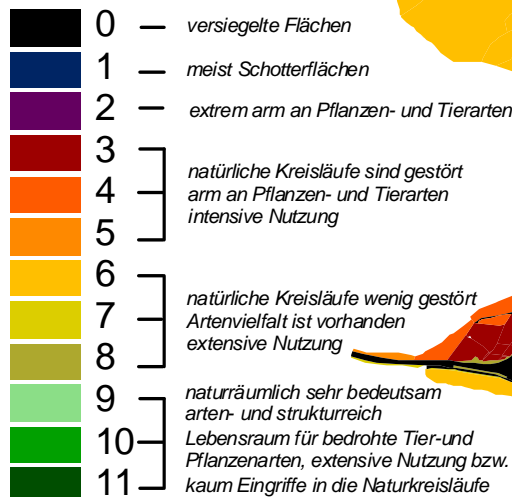 0 — versiegelte Flächen
1 — meist Schotterflächen
2 — extrem arm an Pflanzen- und Tierarten
3
natürliche Kreisläufe sind gestört
4
arm an Pflanzen- und Tierarten
intensive Nutzung
5
6
natürliche Kreisläufe wenig gestört
7
Artenvielfalt ist vorhanden
extensive Nutzung
8
9
naturräumlich sehr bedeutsam
arten- und strukturreich
10
Lebensraum für bedrohte Tier-und
Pflanzenarten, extensive Nutzung bzw.
11
kaum Eingriffe in die Naturkreisläufe